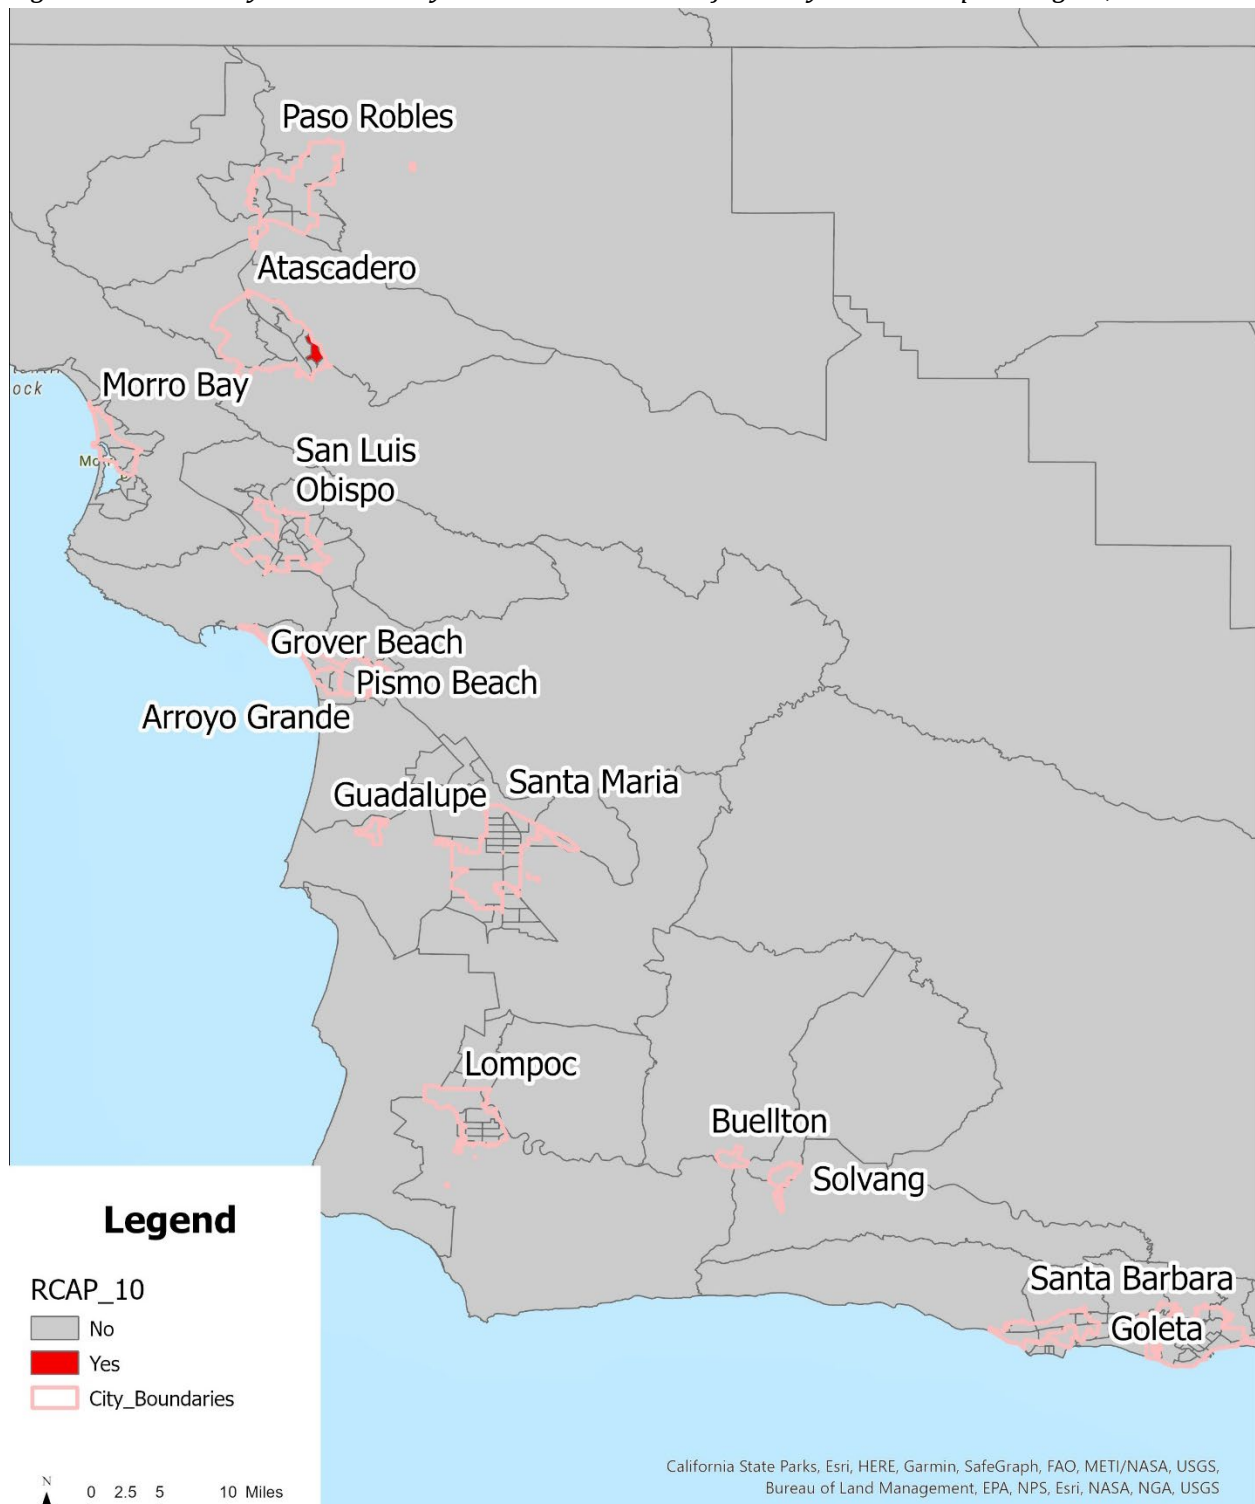 Paso Robles
Atascadero
ock
Morro Bay
San Luis
Obispo
Grover Beach
Pismo Beach
Arroyo Grande
Santa Maria
Guadalupe
Lompoc
Buellton
Solvang
Santa Barbara
Goleta
Legend
RCAP_10
No
Yes
City_Boundaries
N
0 2.5 5 10 Miles
California State Parks, Esri, HERE, Garmin, SafeGraph, FAO, METI/NASA, USGS,
Bureau of Land Management, EPA, NPS, Esri, NASA, NGA, USGS